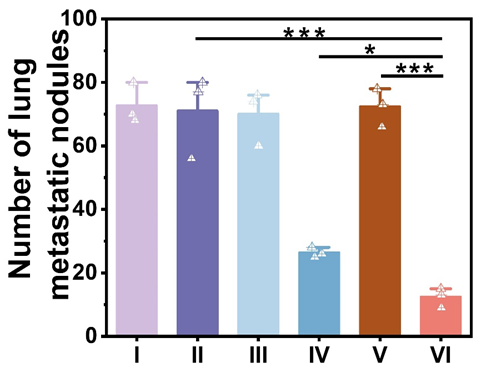 Number of lung
metastatic nodules
100
80
60
40
20
0
***
*
***
I
II
III
IV
V
VI